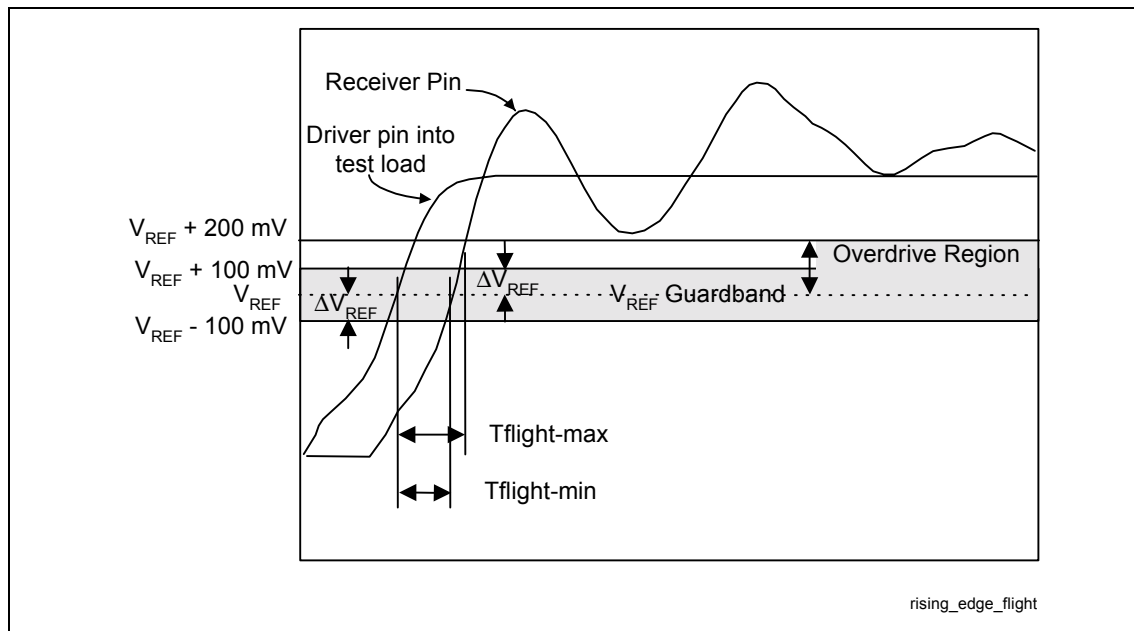 Receiver Pin
Driver pin into
test load
V_REF + 200 mV
Overdrive Region
V_REF + 100 mV
ΔV_REF
V_REF
ΔV_REF
V_REF Guardband
V_REF - 100 mV
Tflight-max
Tflight-min
rising_edge_flight